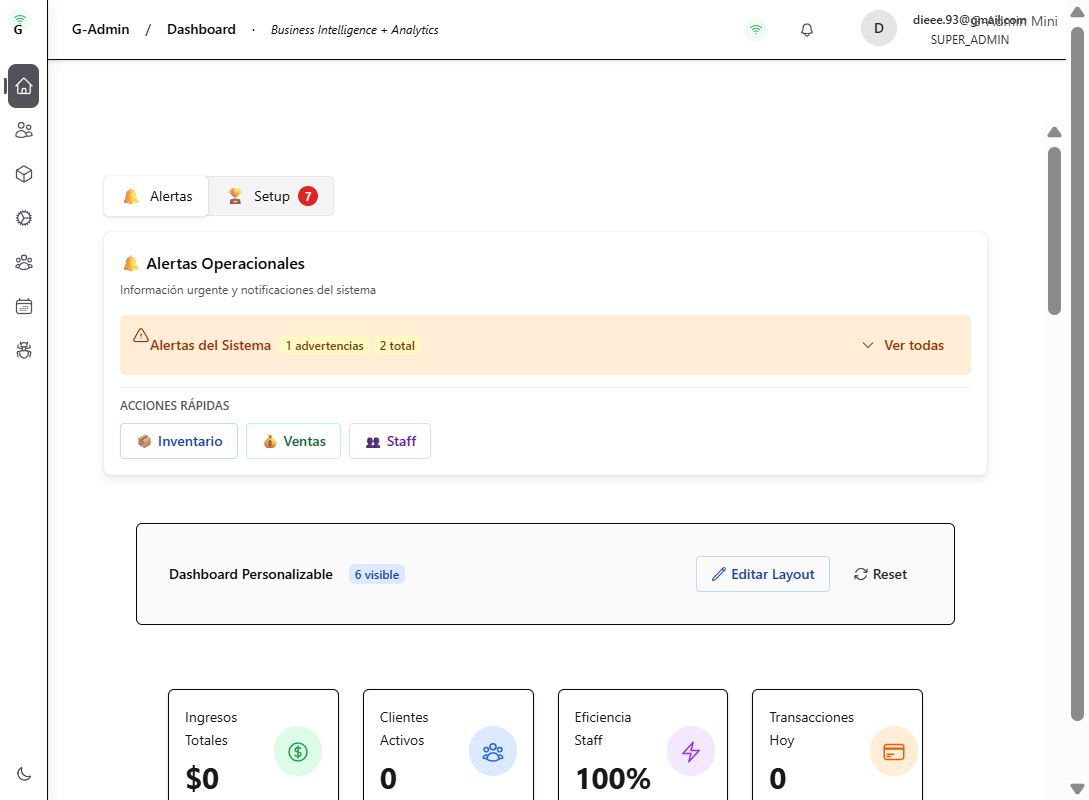 G
G-Admin / Dashboard · Business Intelligence + Analytics
D
dieee.93@gmail.com
G-Admin Mini
SUPER_ADMIN
Alertas
Setup 7
Alertas Operacionales
Información urgente y notificaciones del sistema
Alertas del Sistema 1 advertencias 2 total
Ver todas
ACCIONES RÁPIDAS
Inventario
Ventas
Staff
Dashboard Personalizable 6 visible
Editar Layout
Reset
Ingresos
Totales
$0
Clientes
Activos
0
Eficiencia
Staff
100%
Transacciones
Hoy
0